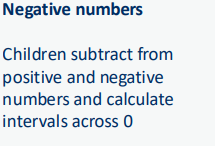 Negative numbers
Children subtract from
positive and negative
numbers and calculate
intervals across 0